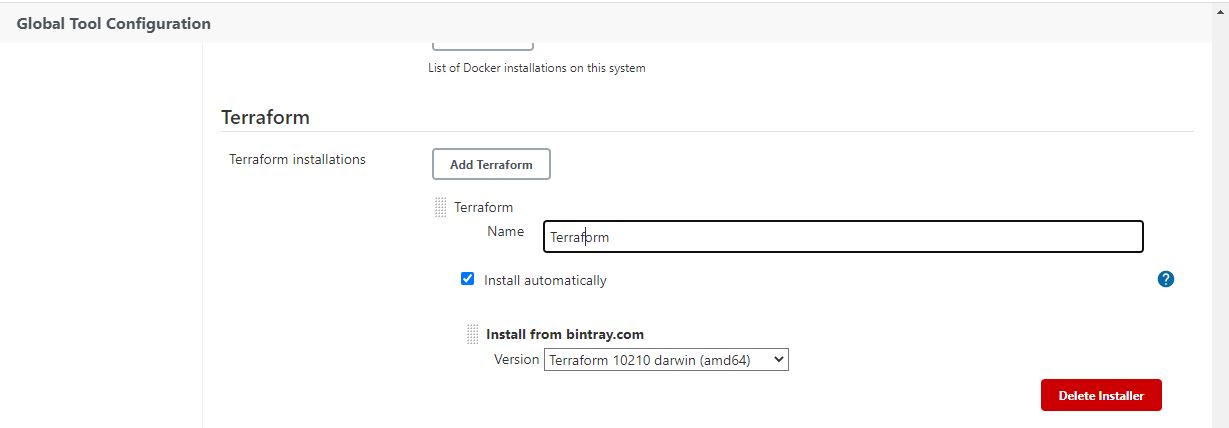 Global Tool Configuration
List of Docker installations on this system
Terraform
Terraform installations
Add Terraform
Terraform
Name
Terraform
Install automatically
?
Install from bintray.com
Version
Terraform 10210 darwin (amd64)
Delete Installer